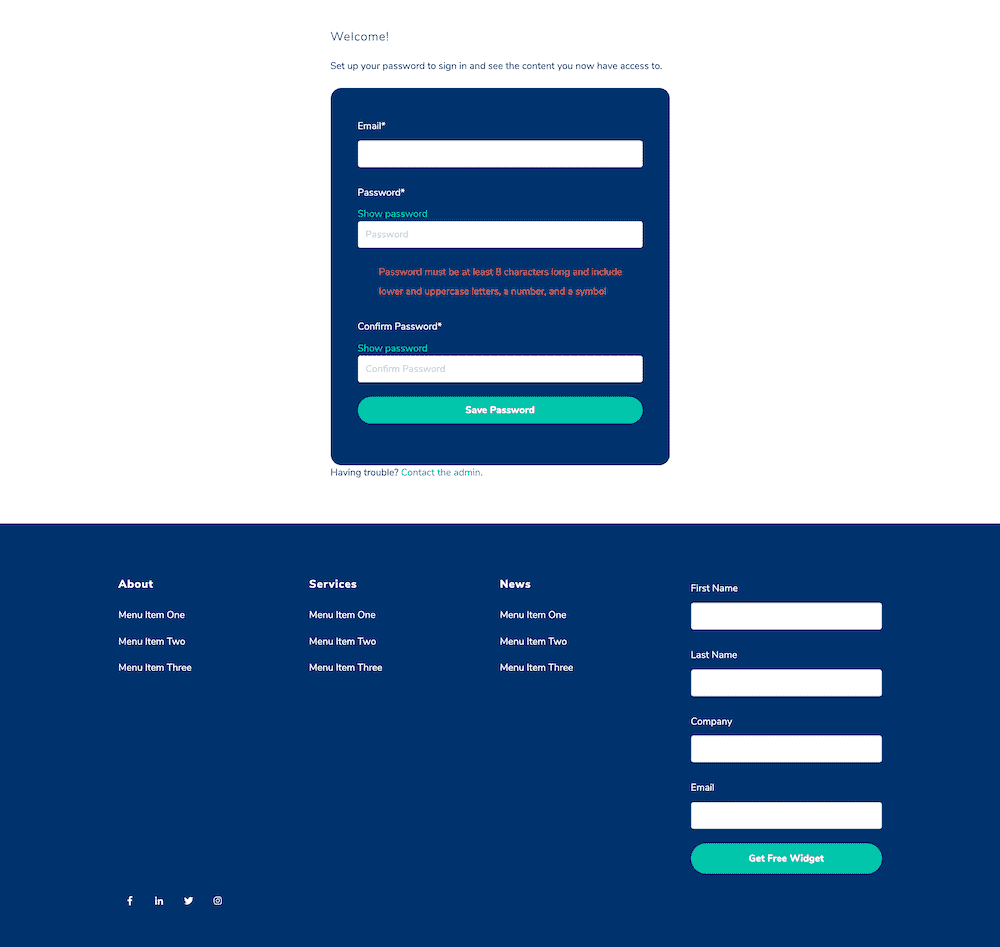 Welcome!
Set up your password to sign in and see the content you now have access to.
Email*
Password*
Show password
Password
Password must be at least 8 characters long and include
lower and uppercase letters, a number, and a symbol
Confirm Password*
Show password
Confirm Password
Save Password
Having trouble? Contact the admin.
About
Menu Item One
Menu Item Two
Menu Item Three
Services
Menu Item One
Menu Item Two
Menu Item Three
News
Menu Item One
Menu Item Two
Menu Item Three
First Name
Last Name
Company
Email
Get Free Widget